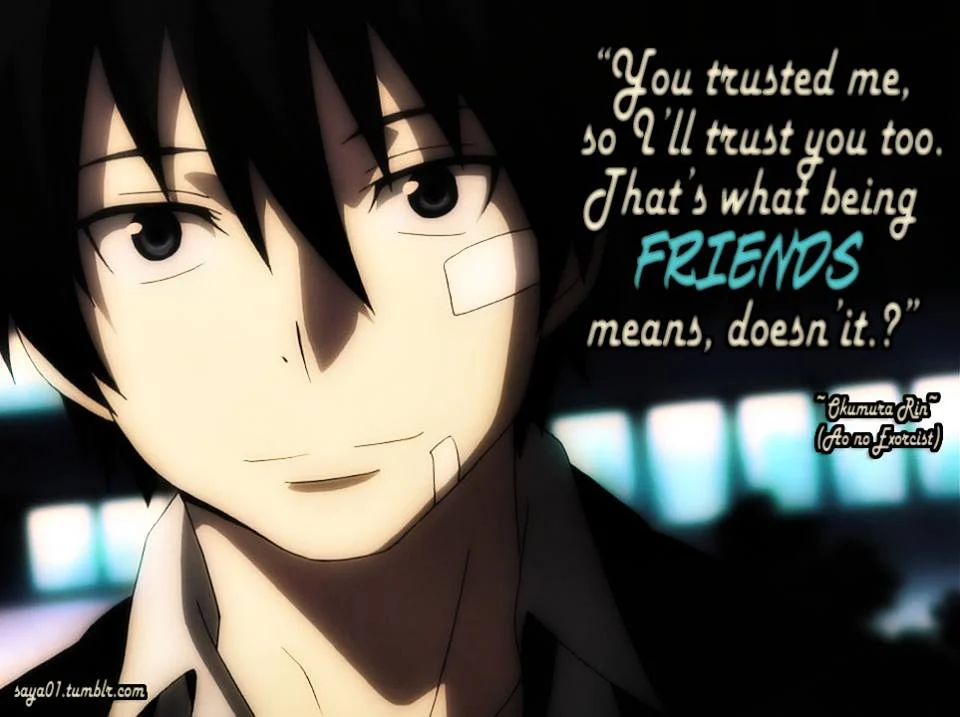 “You trusted me,
so I'll trust you too.
That's what being
FRIENDS
means, doesn'it.?”
~Okumura Rin~
(Ao no Exorcist)
saya01.tumblr.com